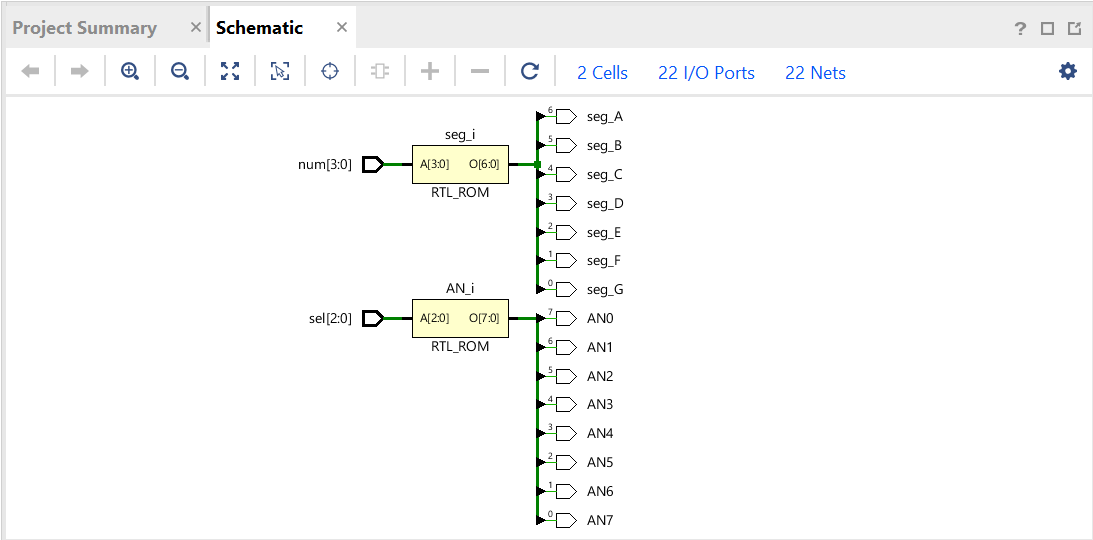 Project Summary × Schematic × ?
2 Cells 22 I/O Ports 22 Nets
seg_i
num[3:0] A[3:0] O[6:0]
RTL_ROM
6 seg_A
5 seg_B
4 seg_C
3 seg_D
2 seg_E
1 seg_F
0 seg_G
AN_i
sel[2:0] A[2:0] O[7:0]
RTL_ROM
7 AN0
6 AN1
5 AN2
4 AN3
3 AN4
2 AN5
1 AN6
0 AN7